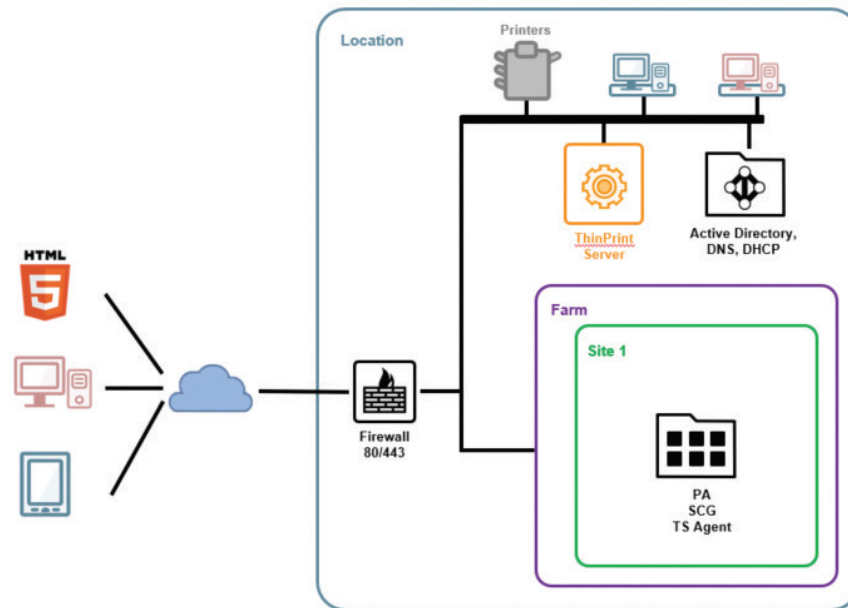 Location
Printers
ThinPrint
Server
Active Directory,
DNS, DHCP
HTML
5
Firewall
80/443
Farm
Site 1
PA
SCG
TS Agent